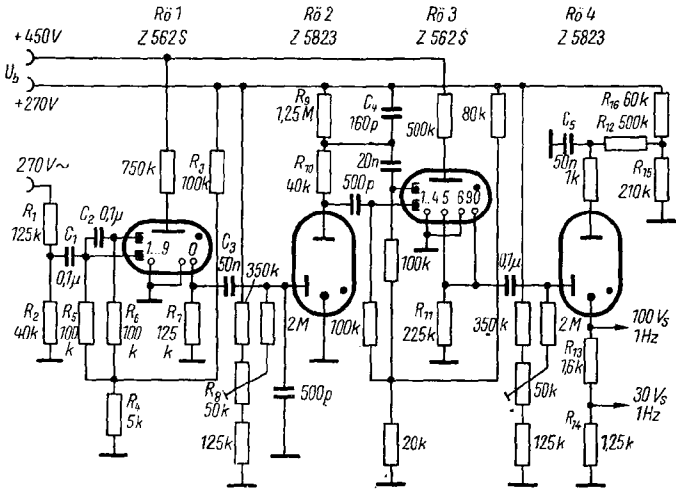 Rö 1 Rö 2 Rö 3 Rö 4
Z 562 S Z 5823 Z 562 S Z 5823
+450V
U_b
+270V
270V~
R1
125k
C1
0,1µ
C2 0,1µ
R2
40k
R5
100
k
R6
100
k
R4
5k
750k
R3
100k
1...9 0
R7
125
k
C3
50n
350k
R8
50k
125k
2M
500p
R9
1,25 M
R10
40k
C4
160p
20n
500p
100k
500k
80k
1..4 5 6 9 0
100k
20k
R11
225k
0,1µ
350k
2M
50k
125k
C5
50n
1k
R12 500k
R16 60k
R15
210k
100 Vs
1Hz
R13
1,6k
30 Vs
1Hz
R14
1,25k